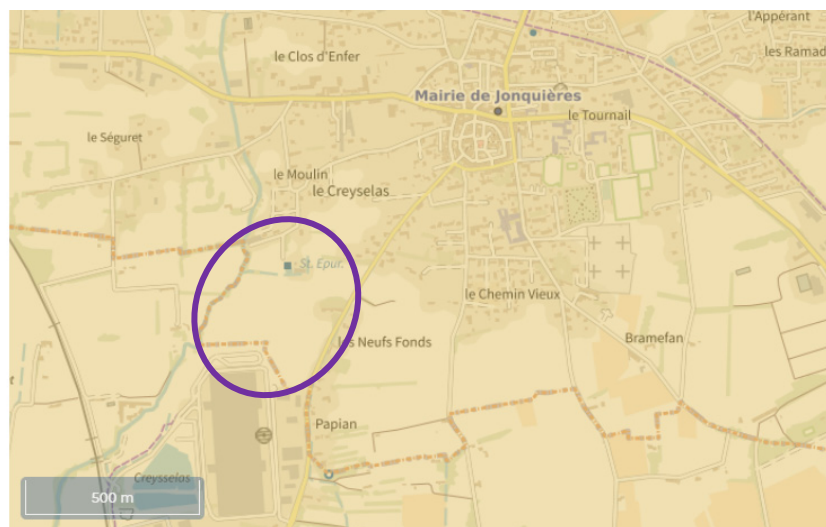 l'Appérant
le Clos d'Enfer
les Ramad
Mairie de Jonquières
le Tournail
le Séguret
le Moulin
le Creyselas
St. Epur.
le Chemin Vieux
les Neufs Fonds
Bramefan
t
Papian
Creysselas
500 m